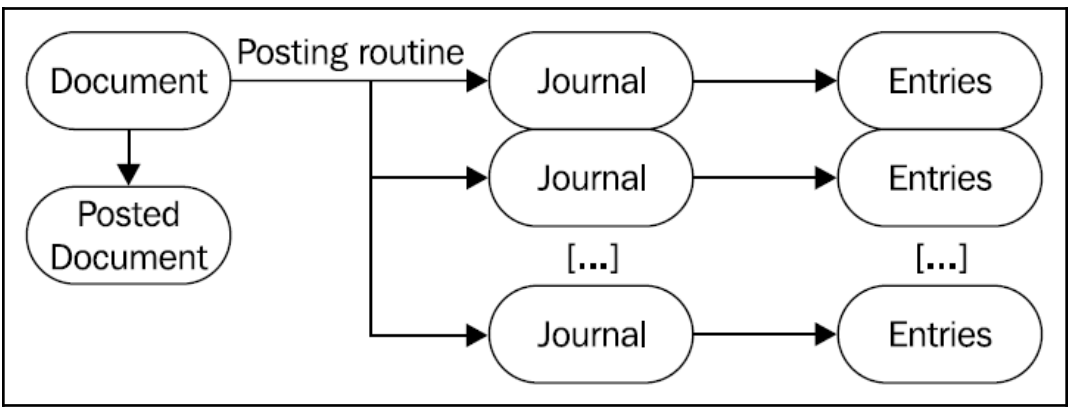 Posting routine
Document
Journal
Entries
Journal
Entries
Posted
Document
[...]
[...]
Journal
Entries